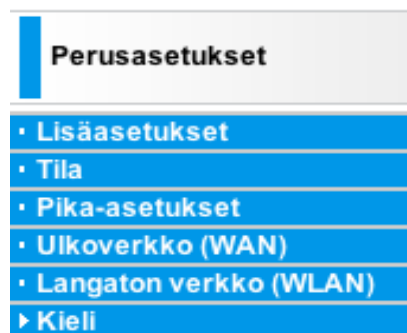 Perusasetukset
Lisäasetukset
Tila
Pika-asetukset
Ulkoverkko (WAN)
Langaton verkko (WLAN)
Kieli